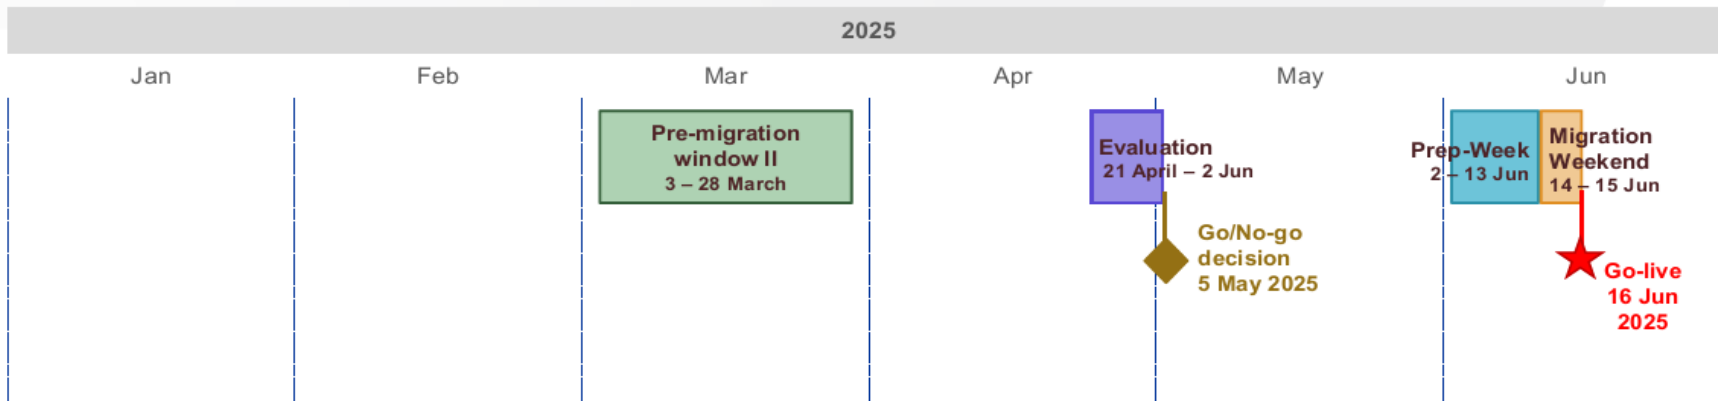 2025
Jan
Feb
Mar
Apr
May
Jun
Pre-migration
window II
3 – 28 March
Evaluation
21 April – 2 Jun
Prep-Week
2 – 13 Jun
Migration
Weekend
14 – 15 Jun
Go/No-go
decision
5 May 2025
Go-live
16 Jun
2025